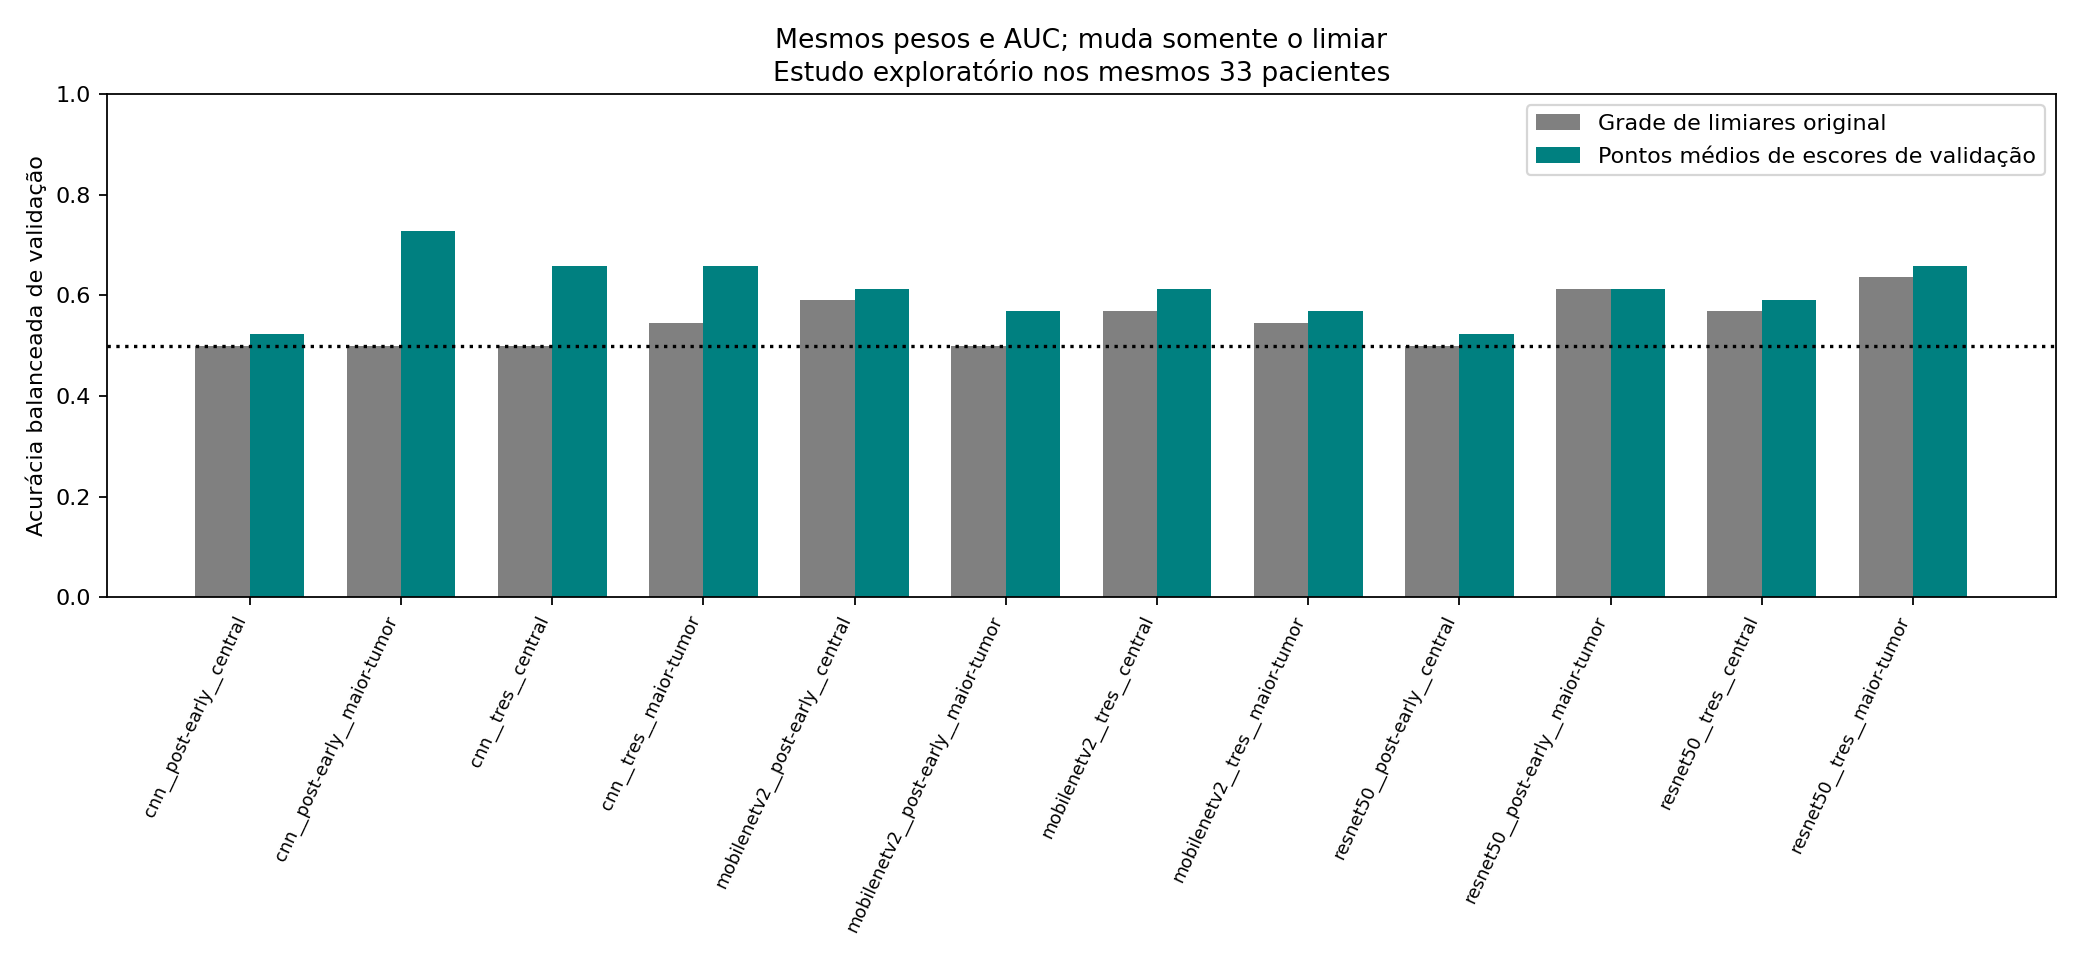 Mesmos pesos e AUC; muda somente o limiar
Estudo exploratório nos mesmos 33 pacientes
Grade de limiares original
Pontos médios de escores de validação
Acurácia balanceada de validação
1.0
0.8
0.6
0.4
0.2
0.0
cnn__post-early__central
cnn__post-early__maior-tumor
cnn__tres__central
cnn__tres__maior-tumor
mobilenetv2__post-early__central
mobilenetv2__post-early__maior-tumor
mobilenetv2__tres__central
mobilenetv2__tres__maior-tumor
resnet50__post-early__central
resnet50__post-early__maior-tumor
resnet50__tres__central
resnet50__tres__maior-tumor